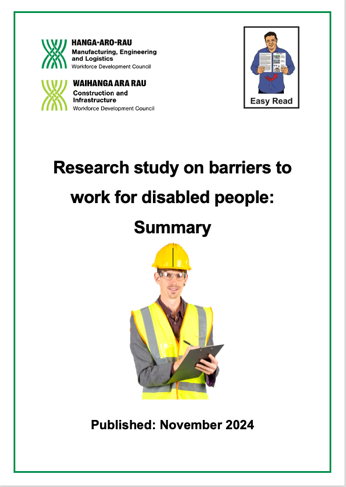 HANGA-ARO-RAU
Manufacturing, Engineering
and Logistics
Workforce Development Council
WAIHANGA ARA RAU
Construction and
Infrastructure
Workforce Development Council
Easy Read
Research study on barriers to
work for disabled people:
Summary
Published: November 2024